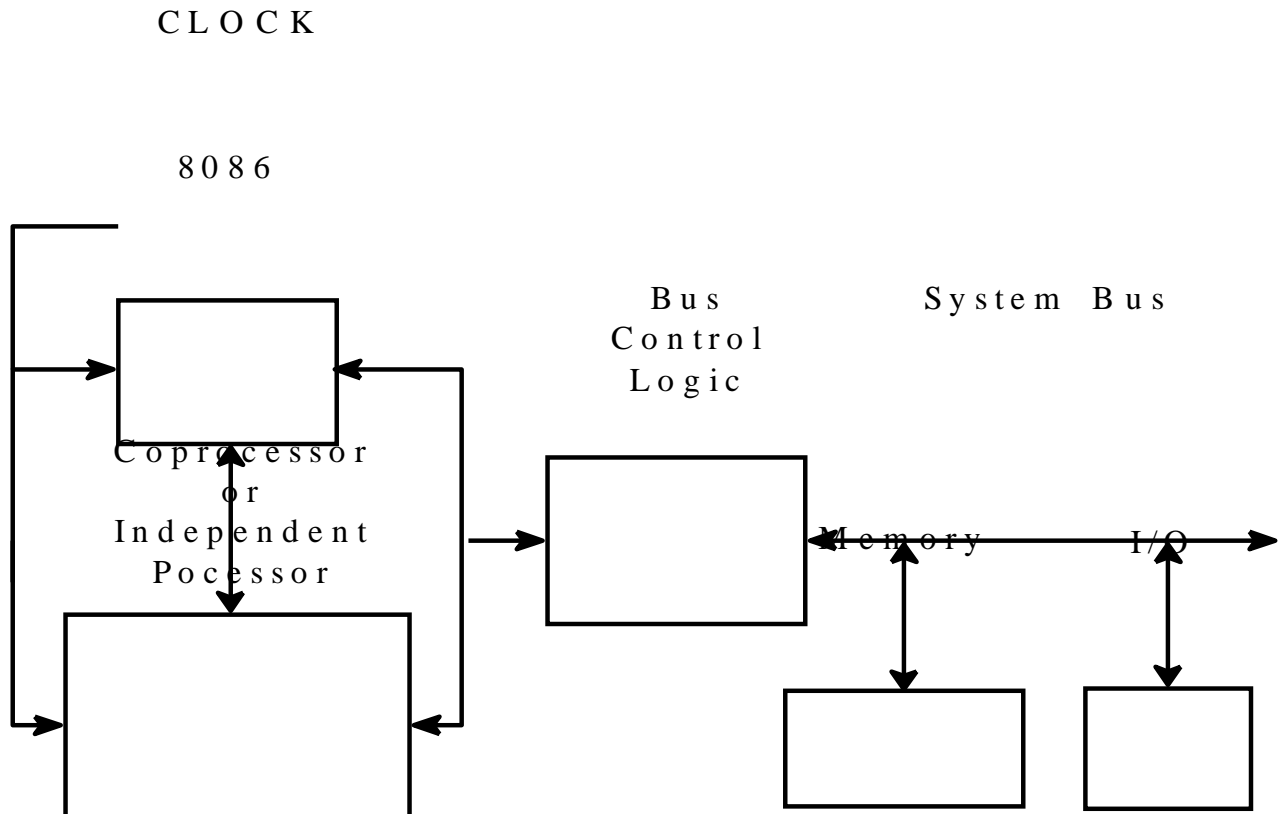 CLOCK
8086
Bus
Control
Logic
System Bus
Coprocessor
or
Independent
Pocessor
Memory
I/O